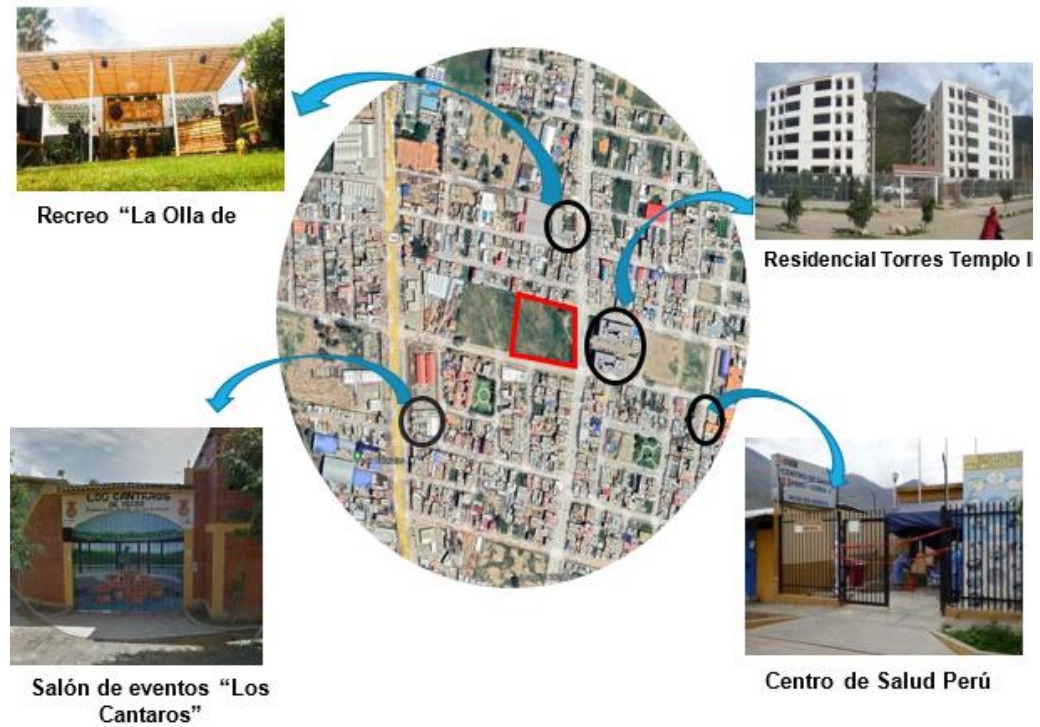 Recreo “La Olla de
Residencial Torres Templo II
LOS CANTAROS
Salón de eventos “Los
Cantaros”
CENTRO DE SALUD
Centro de Salud Perú